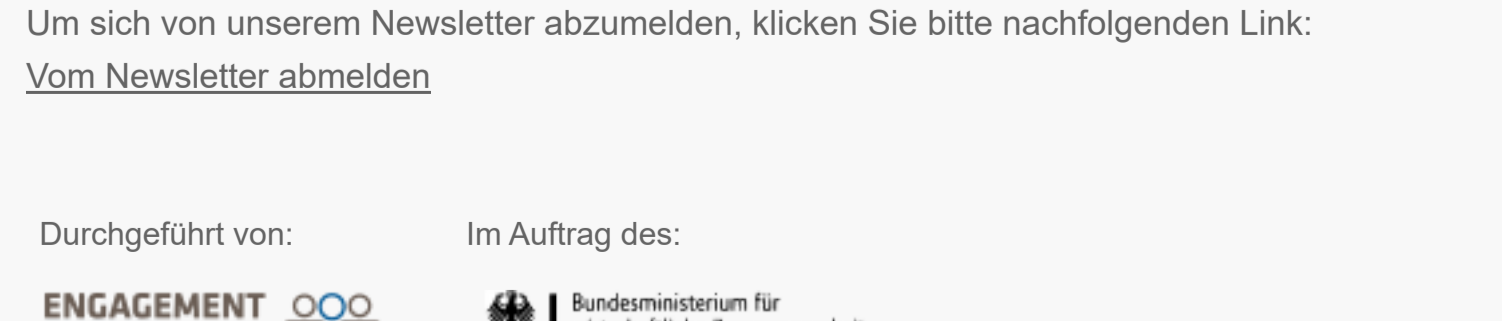 Um sich von unserem Newsletter abzumelden, klicken Sie bitte nachfolgenden Link:
Vom Newsletter abmelden
Durchgeführt von: Im Auftrag des:
ENGAGEMENT Bundesministerium für